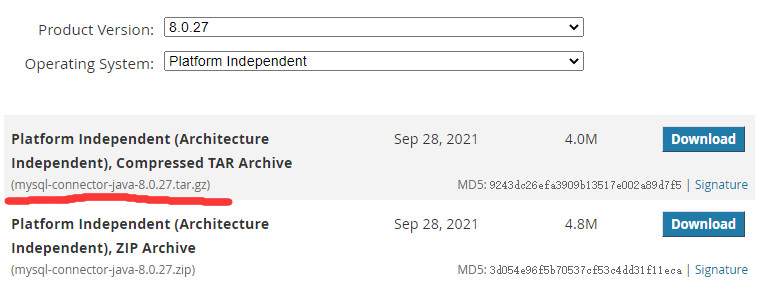 Product Version: 8.0.27
Operating System: Platform Independent
Platform Independent (Architecture Sep 28, 2021 4.0M Download
Independent), Compressed TAR Archive
(mysql-connector-java-8.0.27.tar.gz) MD5: 9243dc26efa3909b13517e002a89d7f5 | Signature
Platform Independent (Architecture Sep 28, 2021 4.8M Download
Independent), ZIP Archive
(mysql-connector-java-8.0.27.zip) MD5: 3d054e96f5b70537cf53c4dd31f11eca | Signature